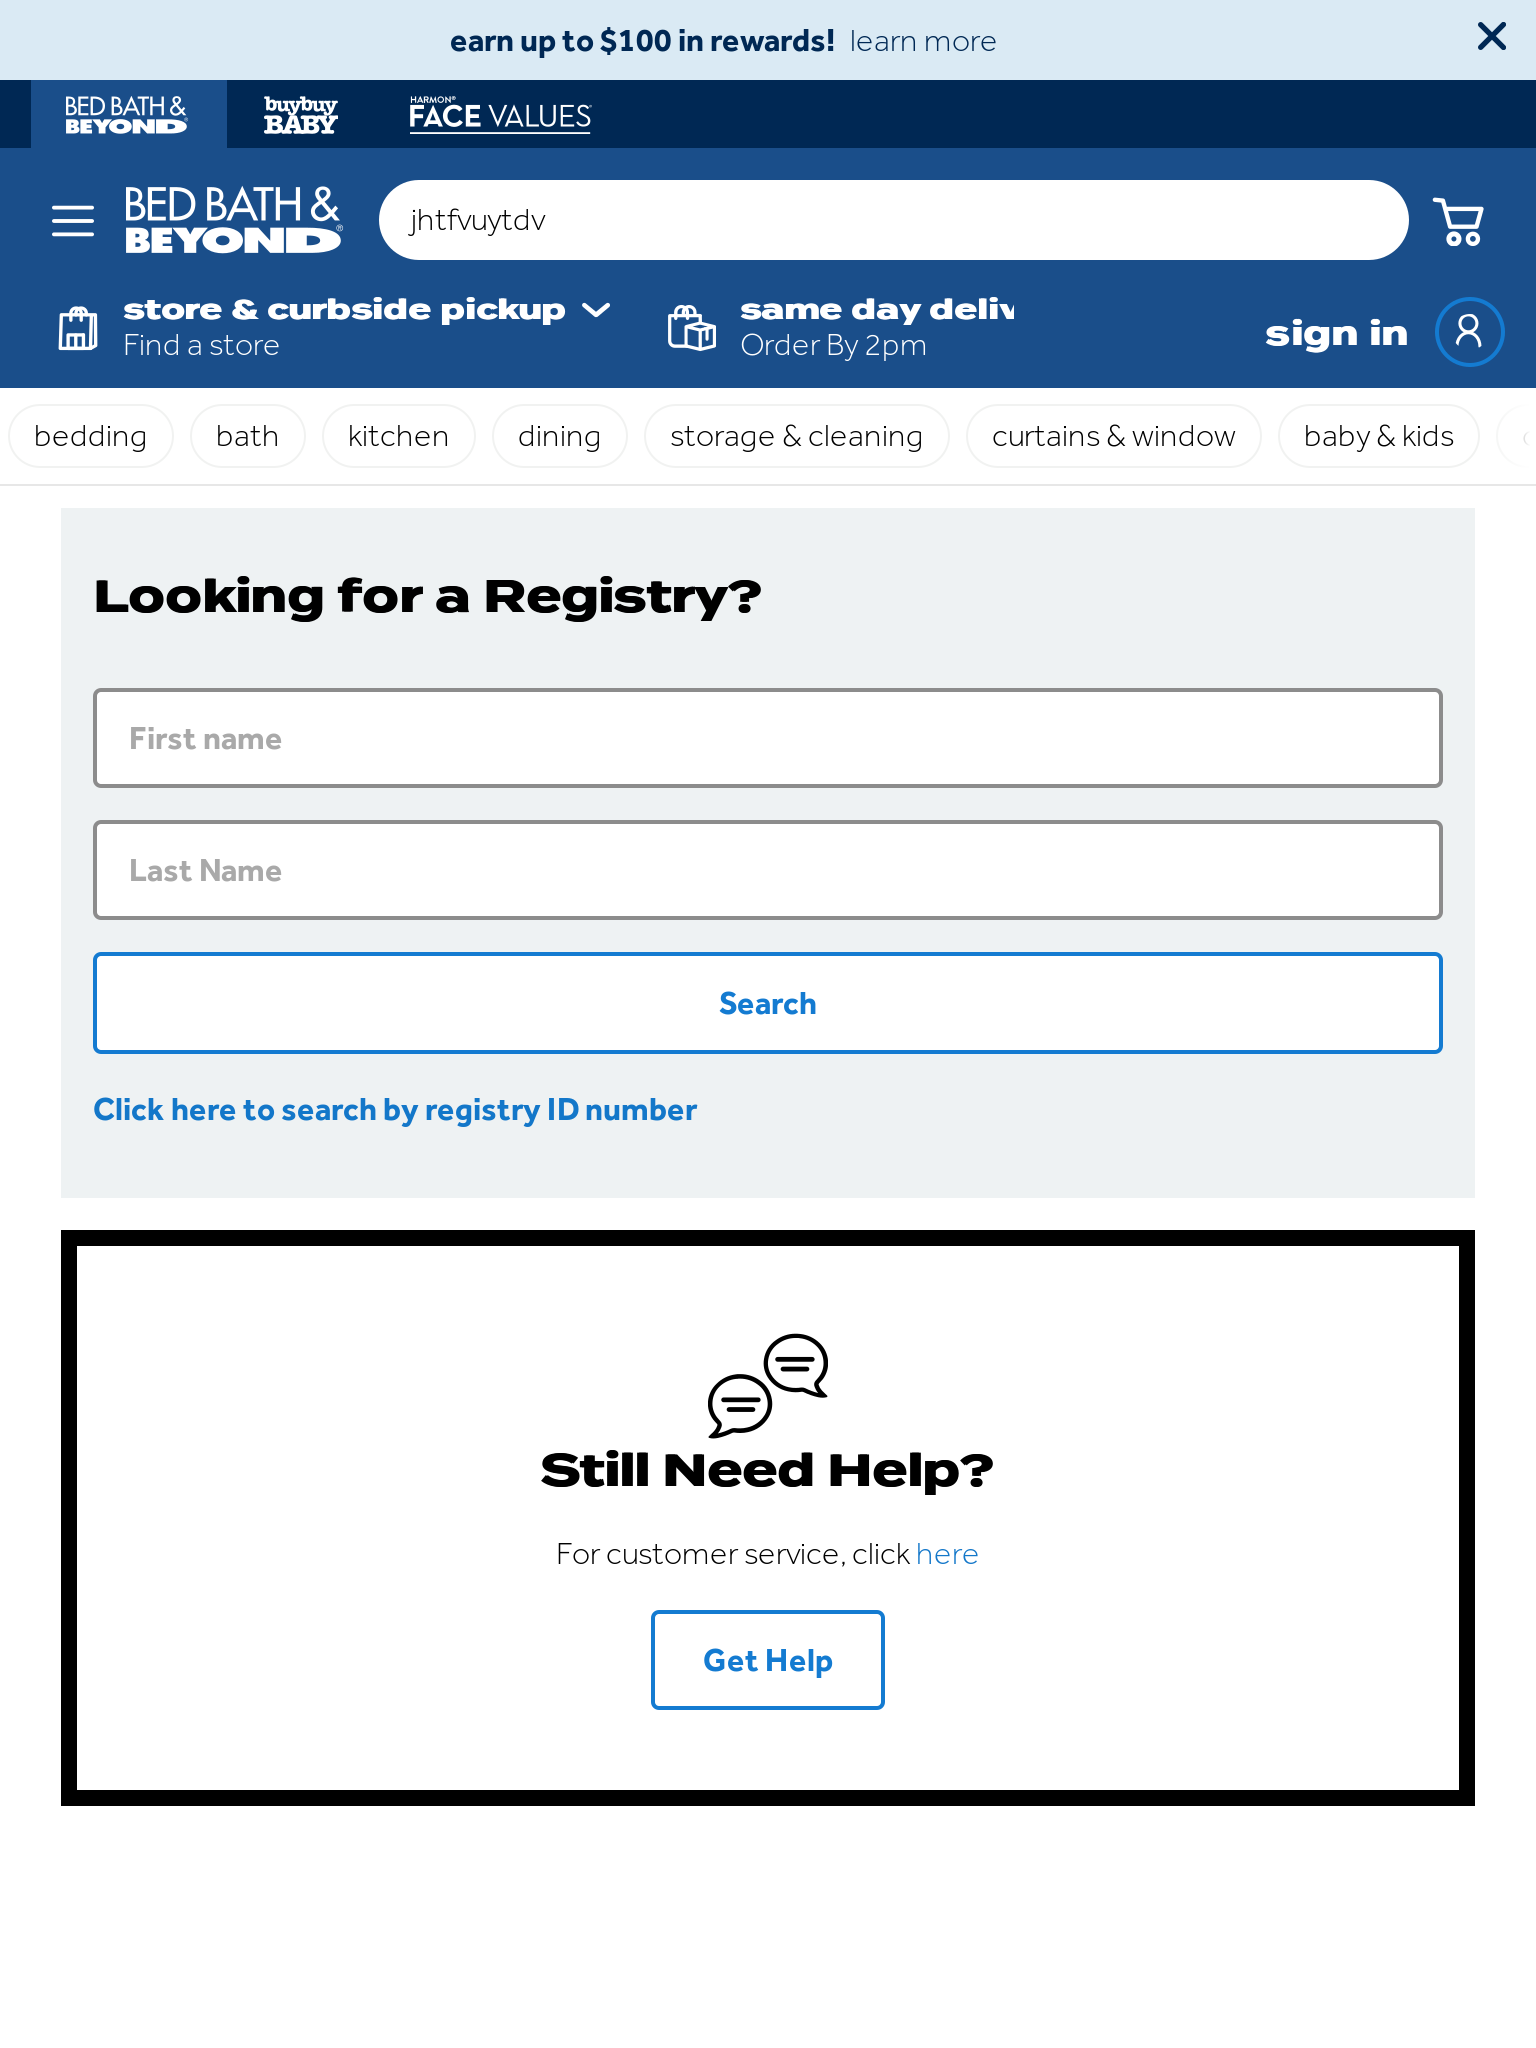 earn up to $100 in rewards! learn more
BED BATH &
BEYOND
buybuy
BABY
HARMON®
FACE VALUES
BED BATH &
BEYOND®
jhtfvuytdv
store & curbside pickup
Find a store
same day deliv
Order By 2pm
sign in
bedding
bath
kitchen
dining
storage & cleaning
curtains & window
baby & kids
Looking for a Registry?
First name
Last Name
Search
Click here to search by registry ID number
Still Need Help?
For customer service, click here
Get Help